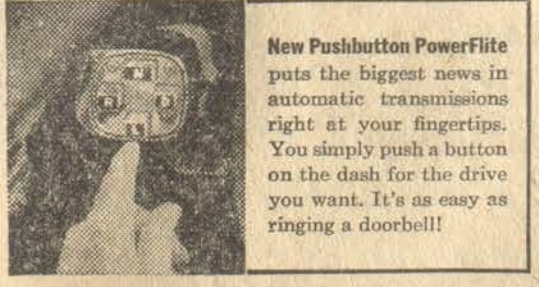 New Pushbutton PowerFlite
puts the biggest news in
automatic transmissions
right at your fingertips.
You simply push a button
on the dash for the drive
you want. It's as easy as
ringing a doorbell!
N
R
D
L